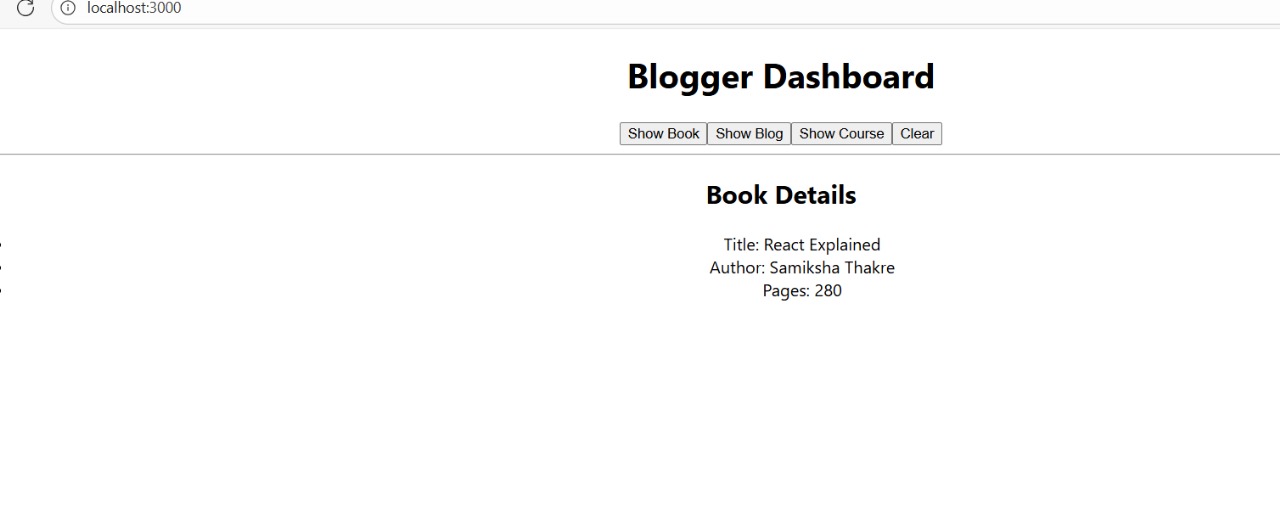 localhost:3000
Blogger Dashboard
Show Book Show Blog Show Course Clear
Book Details
Title: React Explained
Author: Samiksha Thakre
Pages: 280